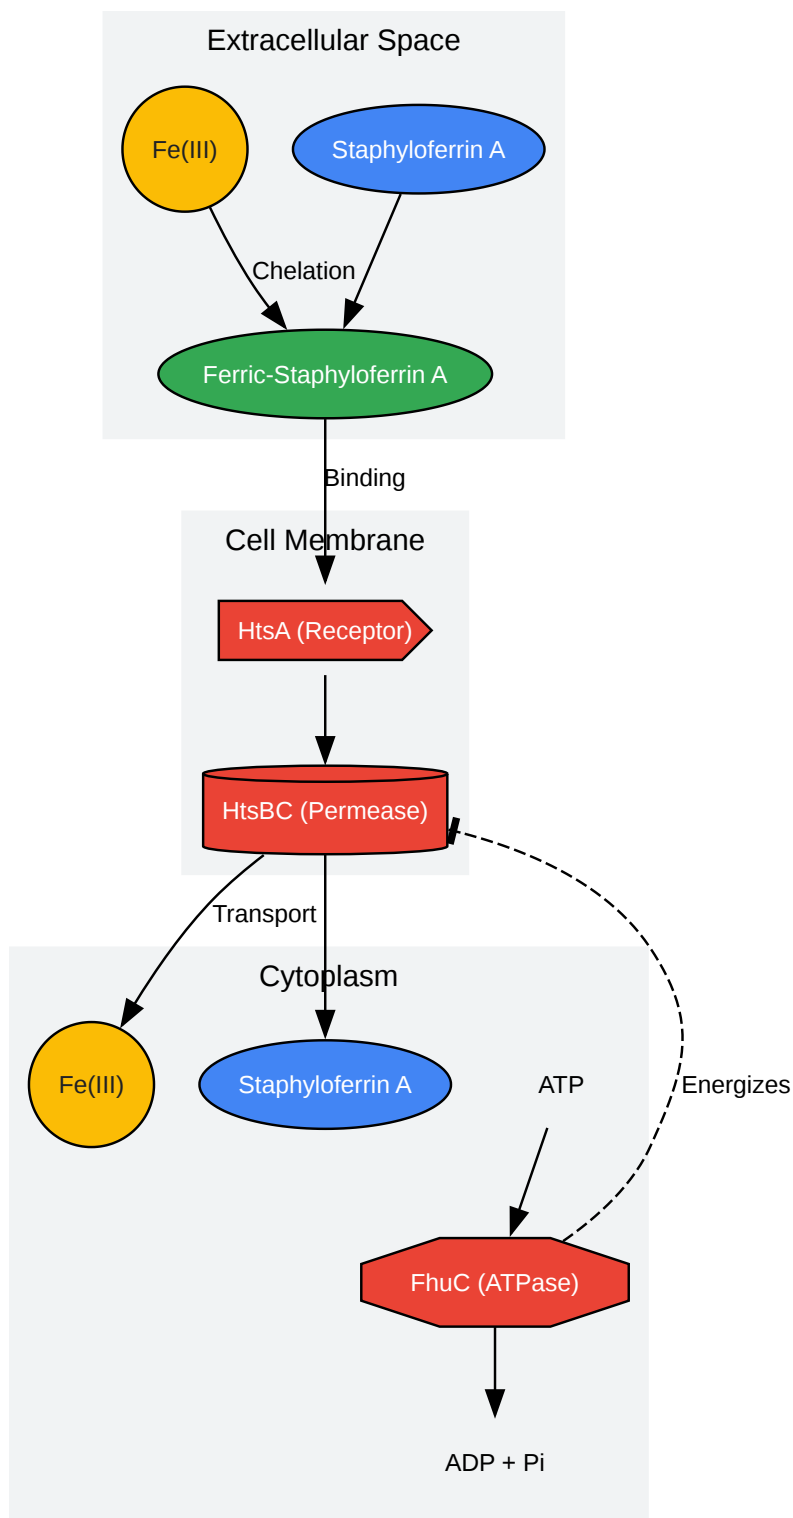 Extracellular Space
Fe(III)
Staphyloferrin A
Chelation
Ferric-Staphyloferrin A
Binding
Cell Membrane
HtsA (Receptor)
HtsBC (Permease)
Transport
Cytoplasm
Fe(III)
Staphyloferrin A
ATP
Energizes
FhuC (ATPase)
ADP + Pi